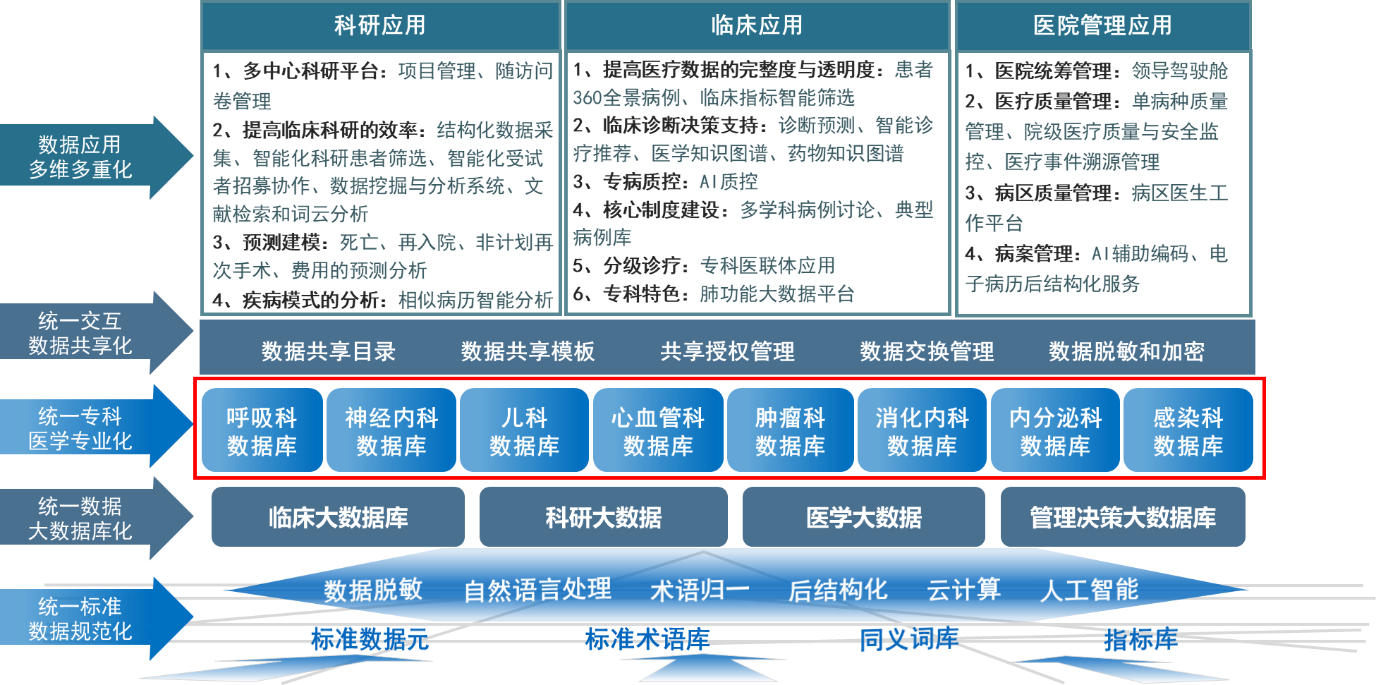 科研应用
临床应用
医院管理应用
数据应用
多维多重化
1、多中心科研平台：项目管理、随访问
卷管理
2、提高临床科研的效率：结构化数据采
集、智能化科研患者筛选、智能化受试
者招募协作、数据挖掘与分析系统、文
献检索和词云分析
3、预测建模：死亡、再入院、非计划再
次手术、费用的预测分析
4、疾病模式的分析：相似病历智能分析
1、提高医疗数据的完整度与透明度：患者
360全景病例、临床指标智能筛选
2、临床诊断决策支持：诊断预测、智能诊
疗推荐、医学知识图谱、药物知识图谱
3、专病质控：AI质控
4、核心制度建设：多学科病例讨论、典型
病例库
5、分级诊疗：专科医联体应用
6、专科特色：肺功能大数据平台
1、医院统筹管理：领导驾驶舱
2、医疗质量管理：单病种质量
管理、院级医疗质量与安全监
控、医疗事件溯源管理
3、病区质量管理：病区医生工
作平台
4、病案管理：AI辅助编码、电
子病历后结构化服务
统一交互
数据共享化
数据共享目录
数据共享模板
共享授权管理
数据交换管理
数据脱敏和加密
统一专科
医学专业化
呼吸科
数据库
神经内科
数据库
儿科
数据库
心血管科
数据库
肿瘤科
数据库
消化内科
数据库
内分泌科
数据库
感染科
数据库
统一数据
大数据库化
临床大数据库
科研大数据
医学大数据
管理决策大数据库
统一标准
数据规范化
数据脱敏
自然语言处理
术语归一
后结构化
云计算
人工智能
标准数据元
标准术语库
同义词库
指标库